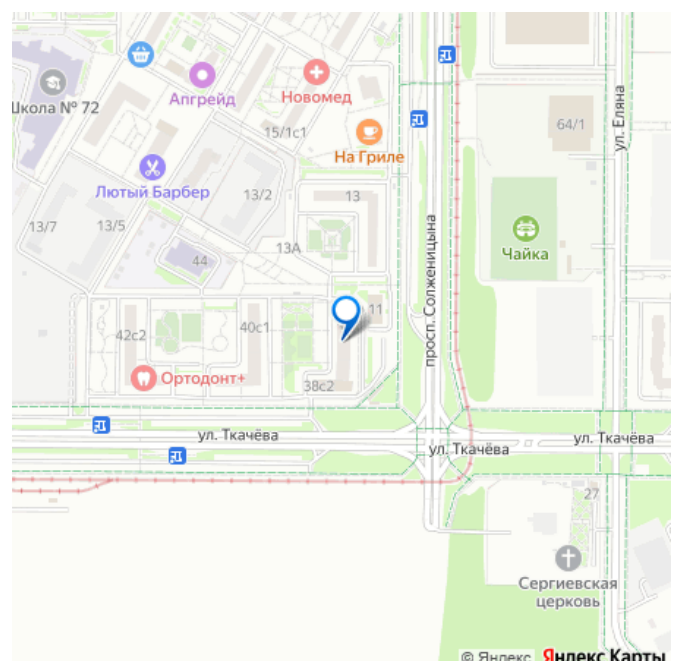 Школа № 72
Апгрейд
Новомед
64/1
ул. Еляна
15/1с1
На Гриле
Лютый Барбер
13/2
13
13/7
13/5
13А
44
Чайка
просп. Солженицына
11
42с2
40с1
Ортодонт+
38с2
ул. Ткачёва
ул. Ткачёва
ул. Ткачёва
27
Сергиевская
церковь
© Яндекс Яндекс Карты